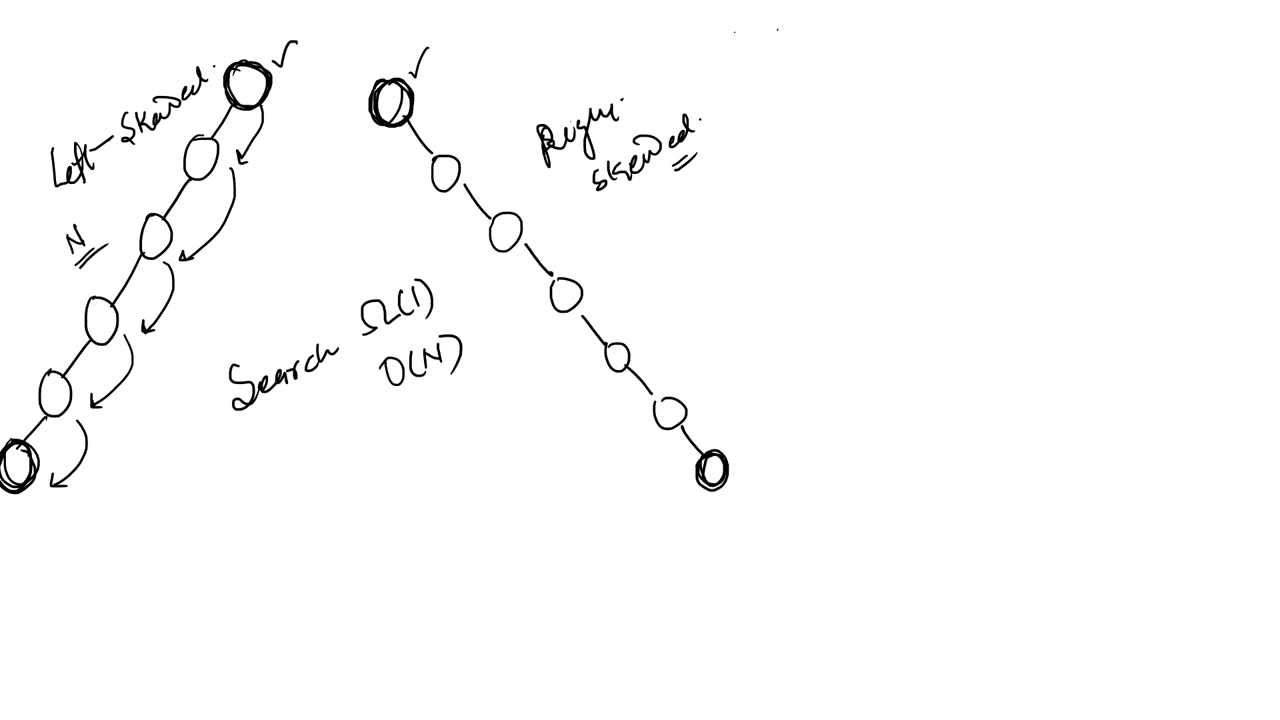 Left-Skewed.
N
Right
Skewed.
Search Ω(1)
O(N)